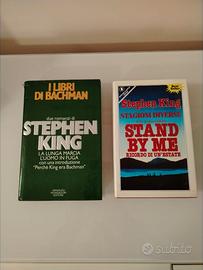 I LIBRI
DI BACHMAN
due romanzi di
STEPHEN
KING
LA LUNGA MARCIA
L'UOMO IN FUGA
con una introduzione
"Perché King era Bachman"
Stephen King
STAGIONI DIVERSE
STAND
BY ME
RICORDO DI UN'ESTATE
subito